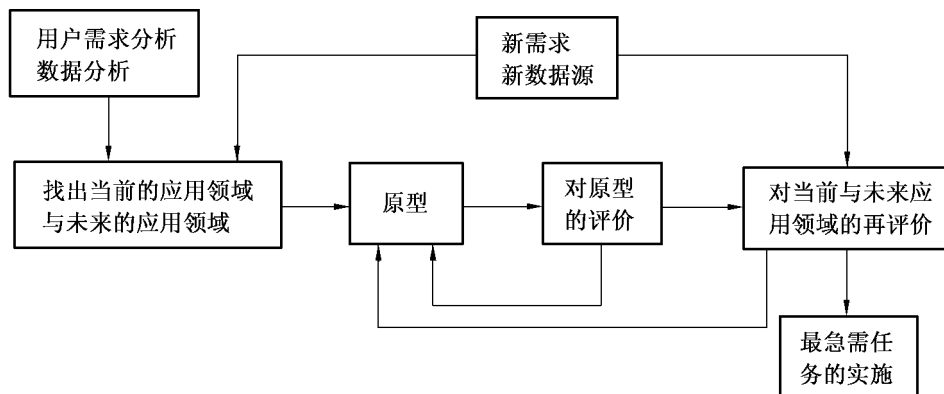 用户需求分析
数据分析
新需求
新数据源
找出当前的应用领域
与未来的应用领域
原型
对原型
的评价
对当前与未来应
用领域的再评价
最急需任
务的实施